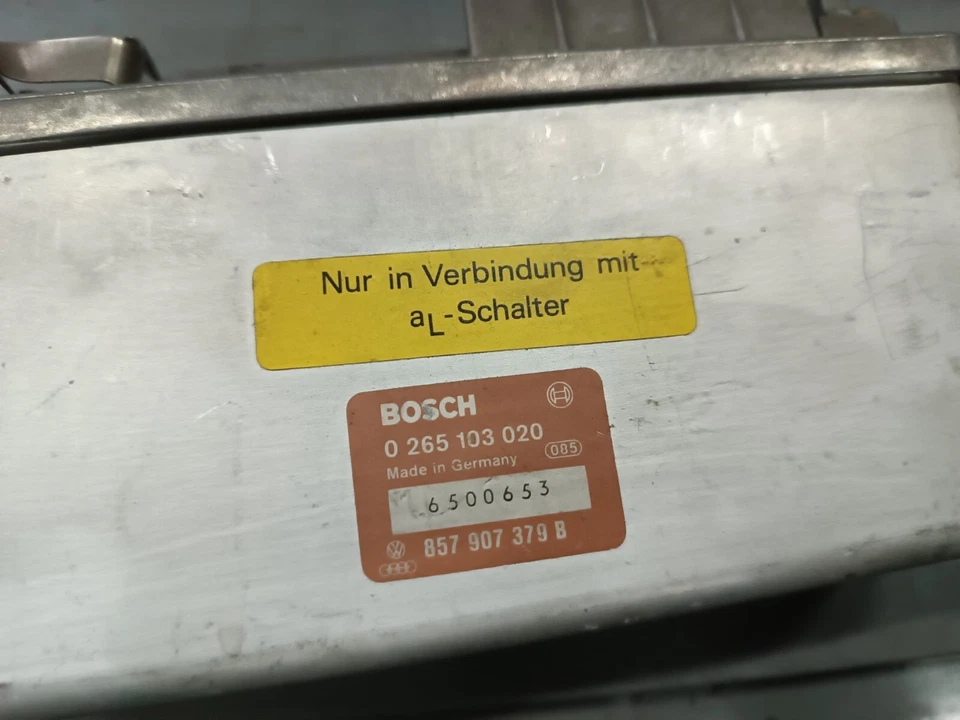 Nur in Verbindung mit
aL-Schalter
BOSCH
0 265 103 020
Made in Germany 085
6500653
857 907 379 B